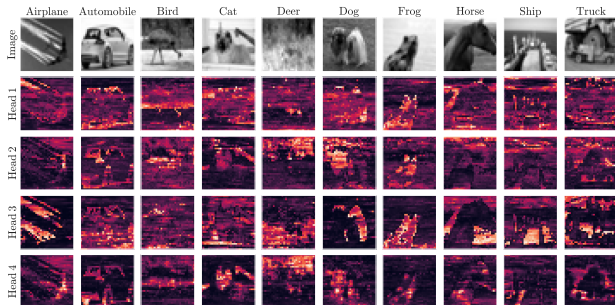 Airplane Automobile Bird Cat Deer Dog Frog Horse Ship Truck
Image
Head 1
Head 2
Head 3
Head 4